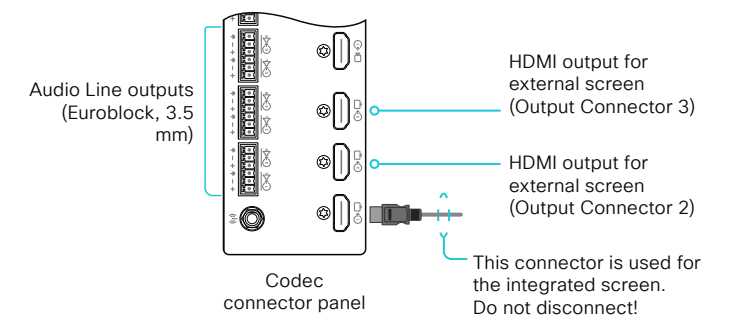 Audio Line outputs
(Euroblock, 3.5
mm)
HDMI output for
external screen
(Output Connector 3)
HDMI output for
external screen
(Output Connector 2)
This connector is used for
the integrated screen.
Do not disconnect!
Codec
connector panel